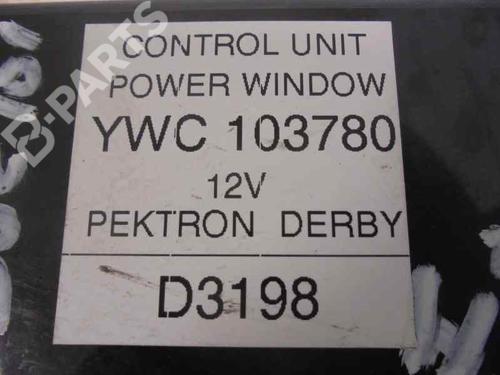 CONTROL UNIT
POWER WINDOW
YWC 103780
12V
PEKTRON DERBY
D3198
B-PARTS